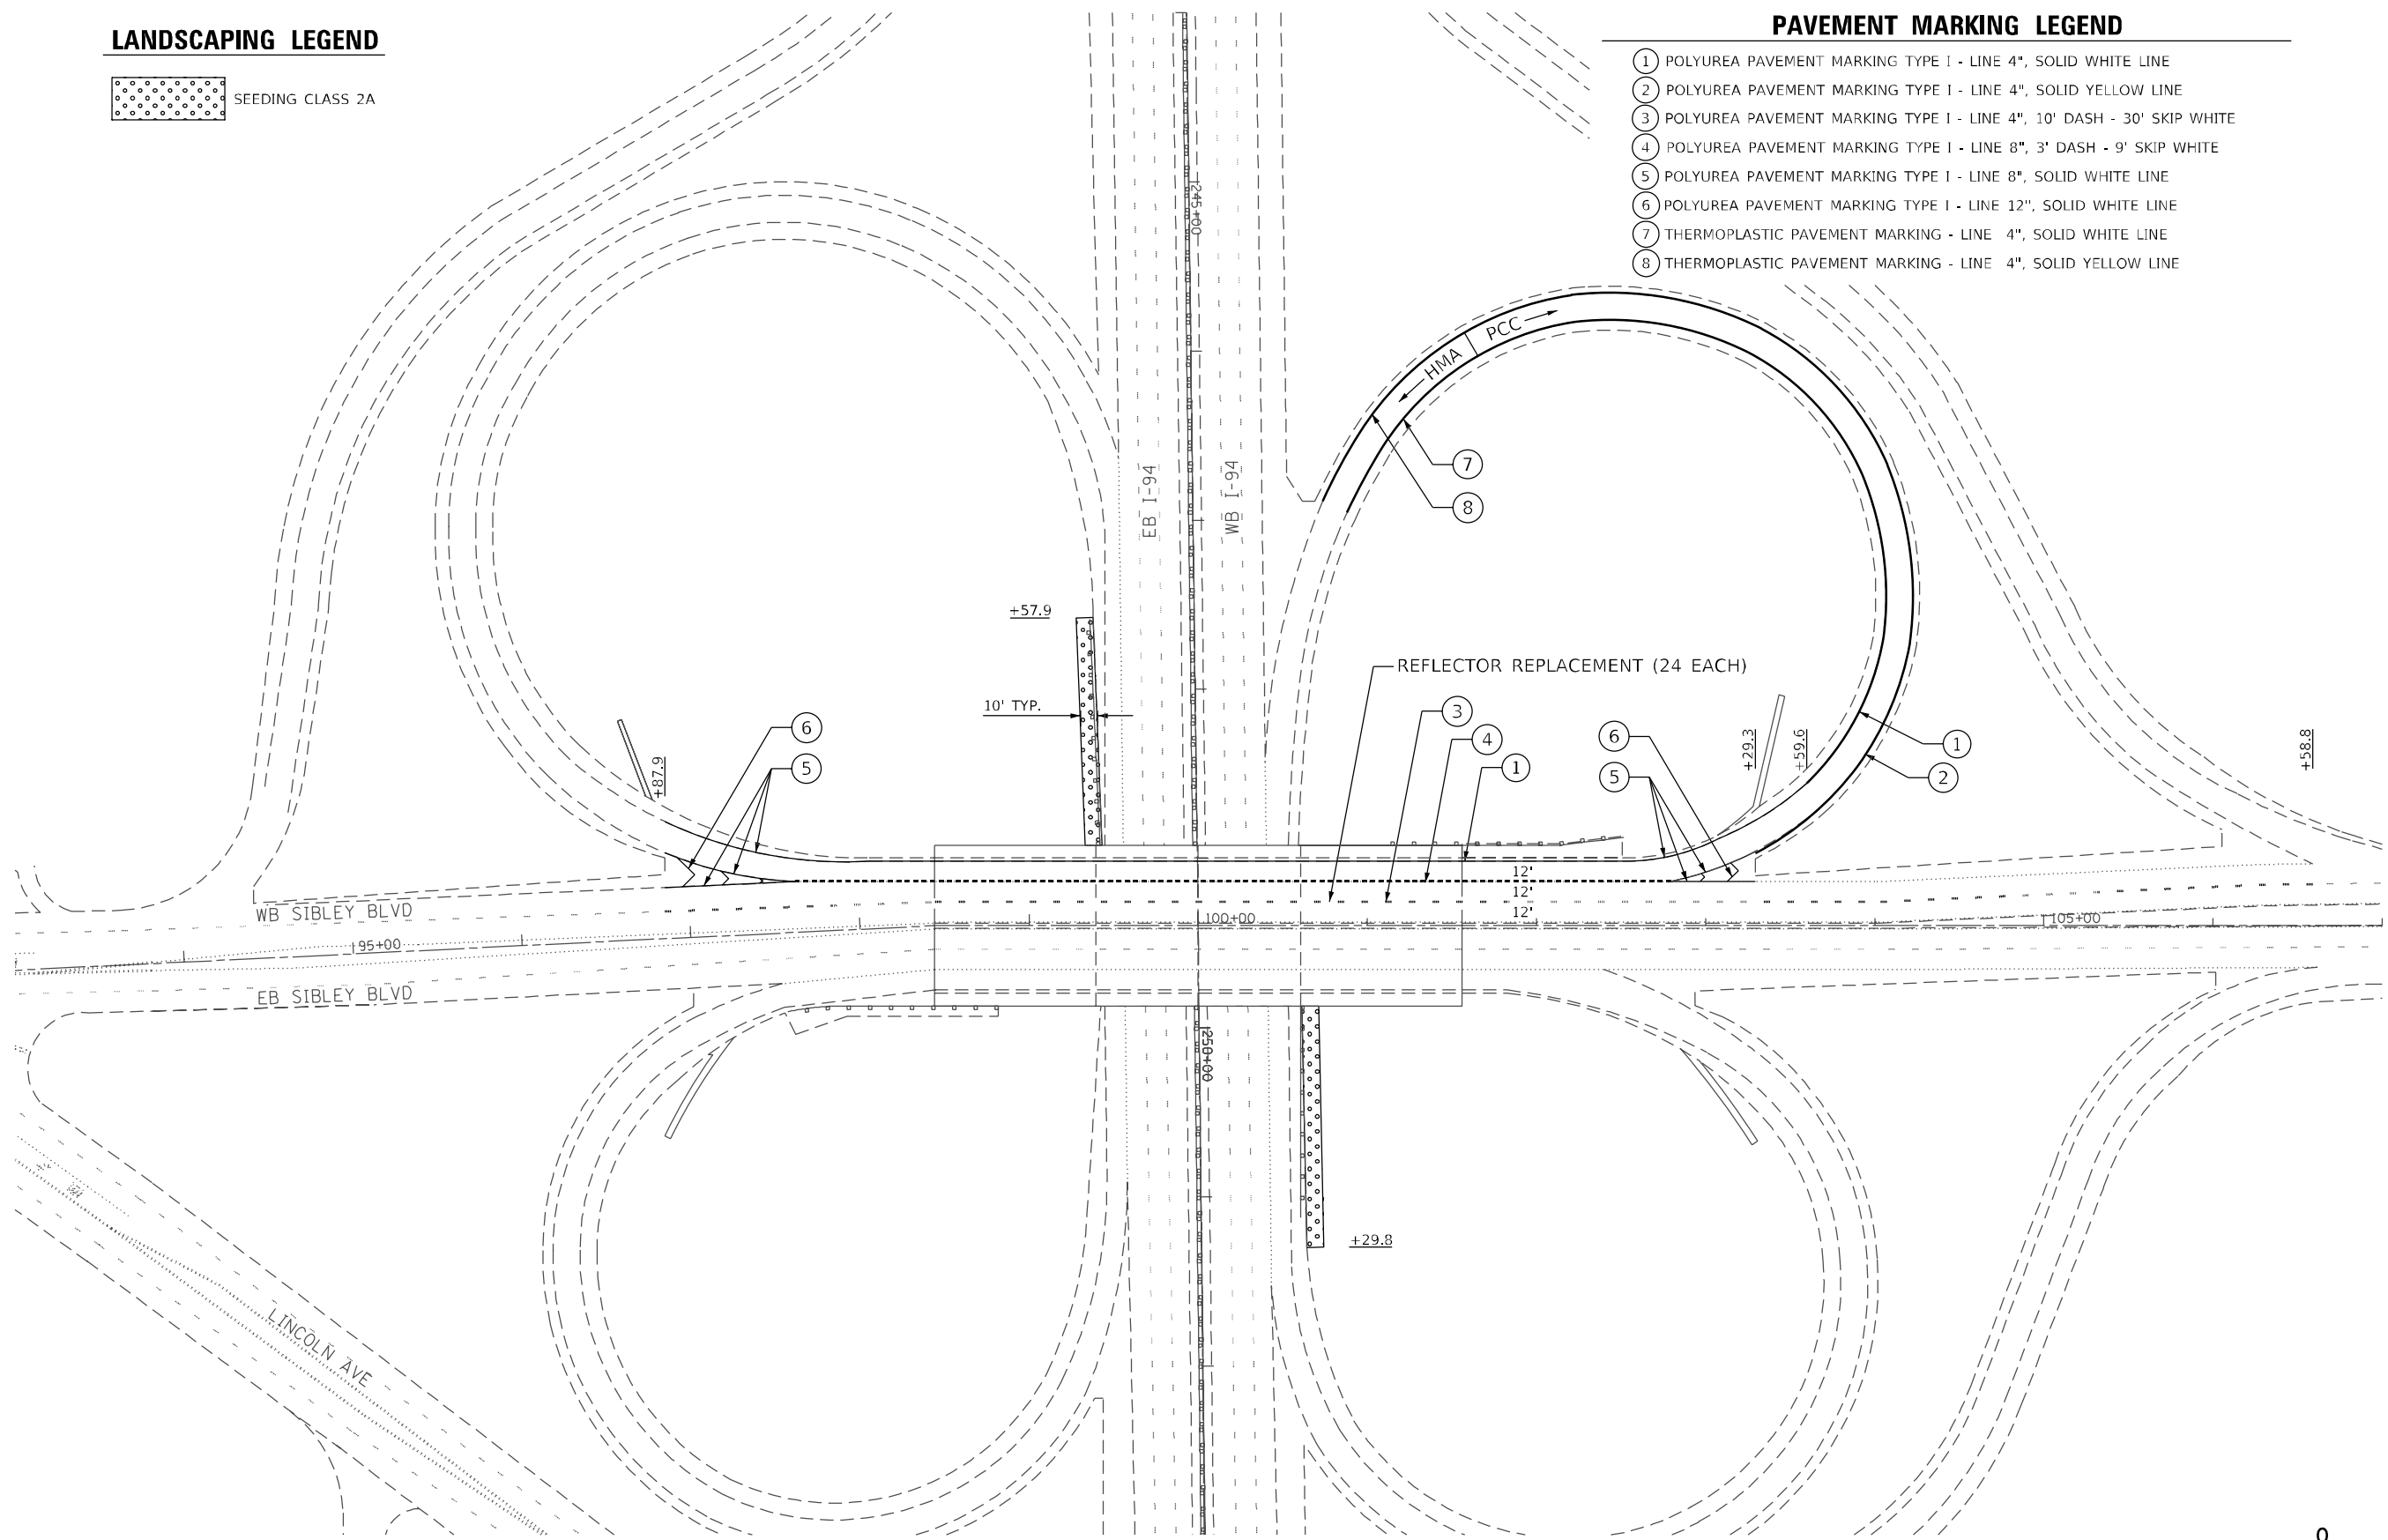 LANDSCAPING LEGEND
SEEDING CLASS 2A
PAVEMENT MARKING LEGEND
1 POLYUREA PAVEMENT MARKING TYPE I - LINE 4", SOLID WHITE LINE
2 POLYUREA PAVEMENT MARKING TYPE I - LINE 4", SOLID YELLOW LINE
3 POLYUREA PAVEMENT MARKING TYPE I - LINE 4", 10' DASH - 30' SKIP WHITE
4 POLYUREA PAVEMENT MARKING TYPE I - LINE 8", 3' DASH - 9' SKIP WHITE
5 POLYUREA PAVEMENT MARKING TYPE I - LINE 8", SOLID WHITE LINE
6 POLYUREA PAVEMENT MARKING TYPE I - LINE 12", SOLID WHITE LINE
7 THERMOPLASTIC PAVEMENT MARKING - LINE 4", SOLID WHITE LINE
8 THERMOPLASTIC PAVEMENT MARKING - LINE 4", SOLID YELLOW LINE
245+00
HMA
PCC
7
8
EB I-94
WB I-94
+57.9
REFLECTOR REPLACEMENT (24 EACH)
10' TYP.
3
4
1
6
5
+87.9
6
5
+29.3
+59.6
1
2
+58.8
12'
12'
12'
WB SIBLEY BLVD
95+00
100+00
105+00
EB SIBLEY BLVD
250+00
+29.8
LINCOLN AVE
0